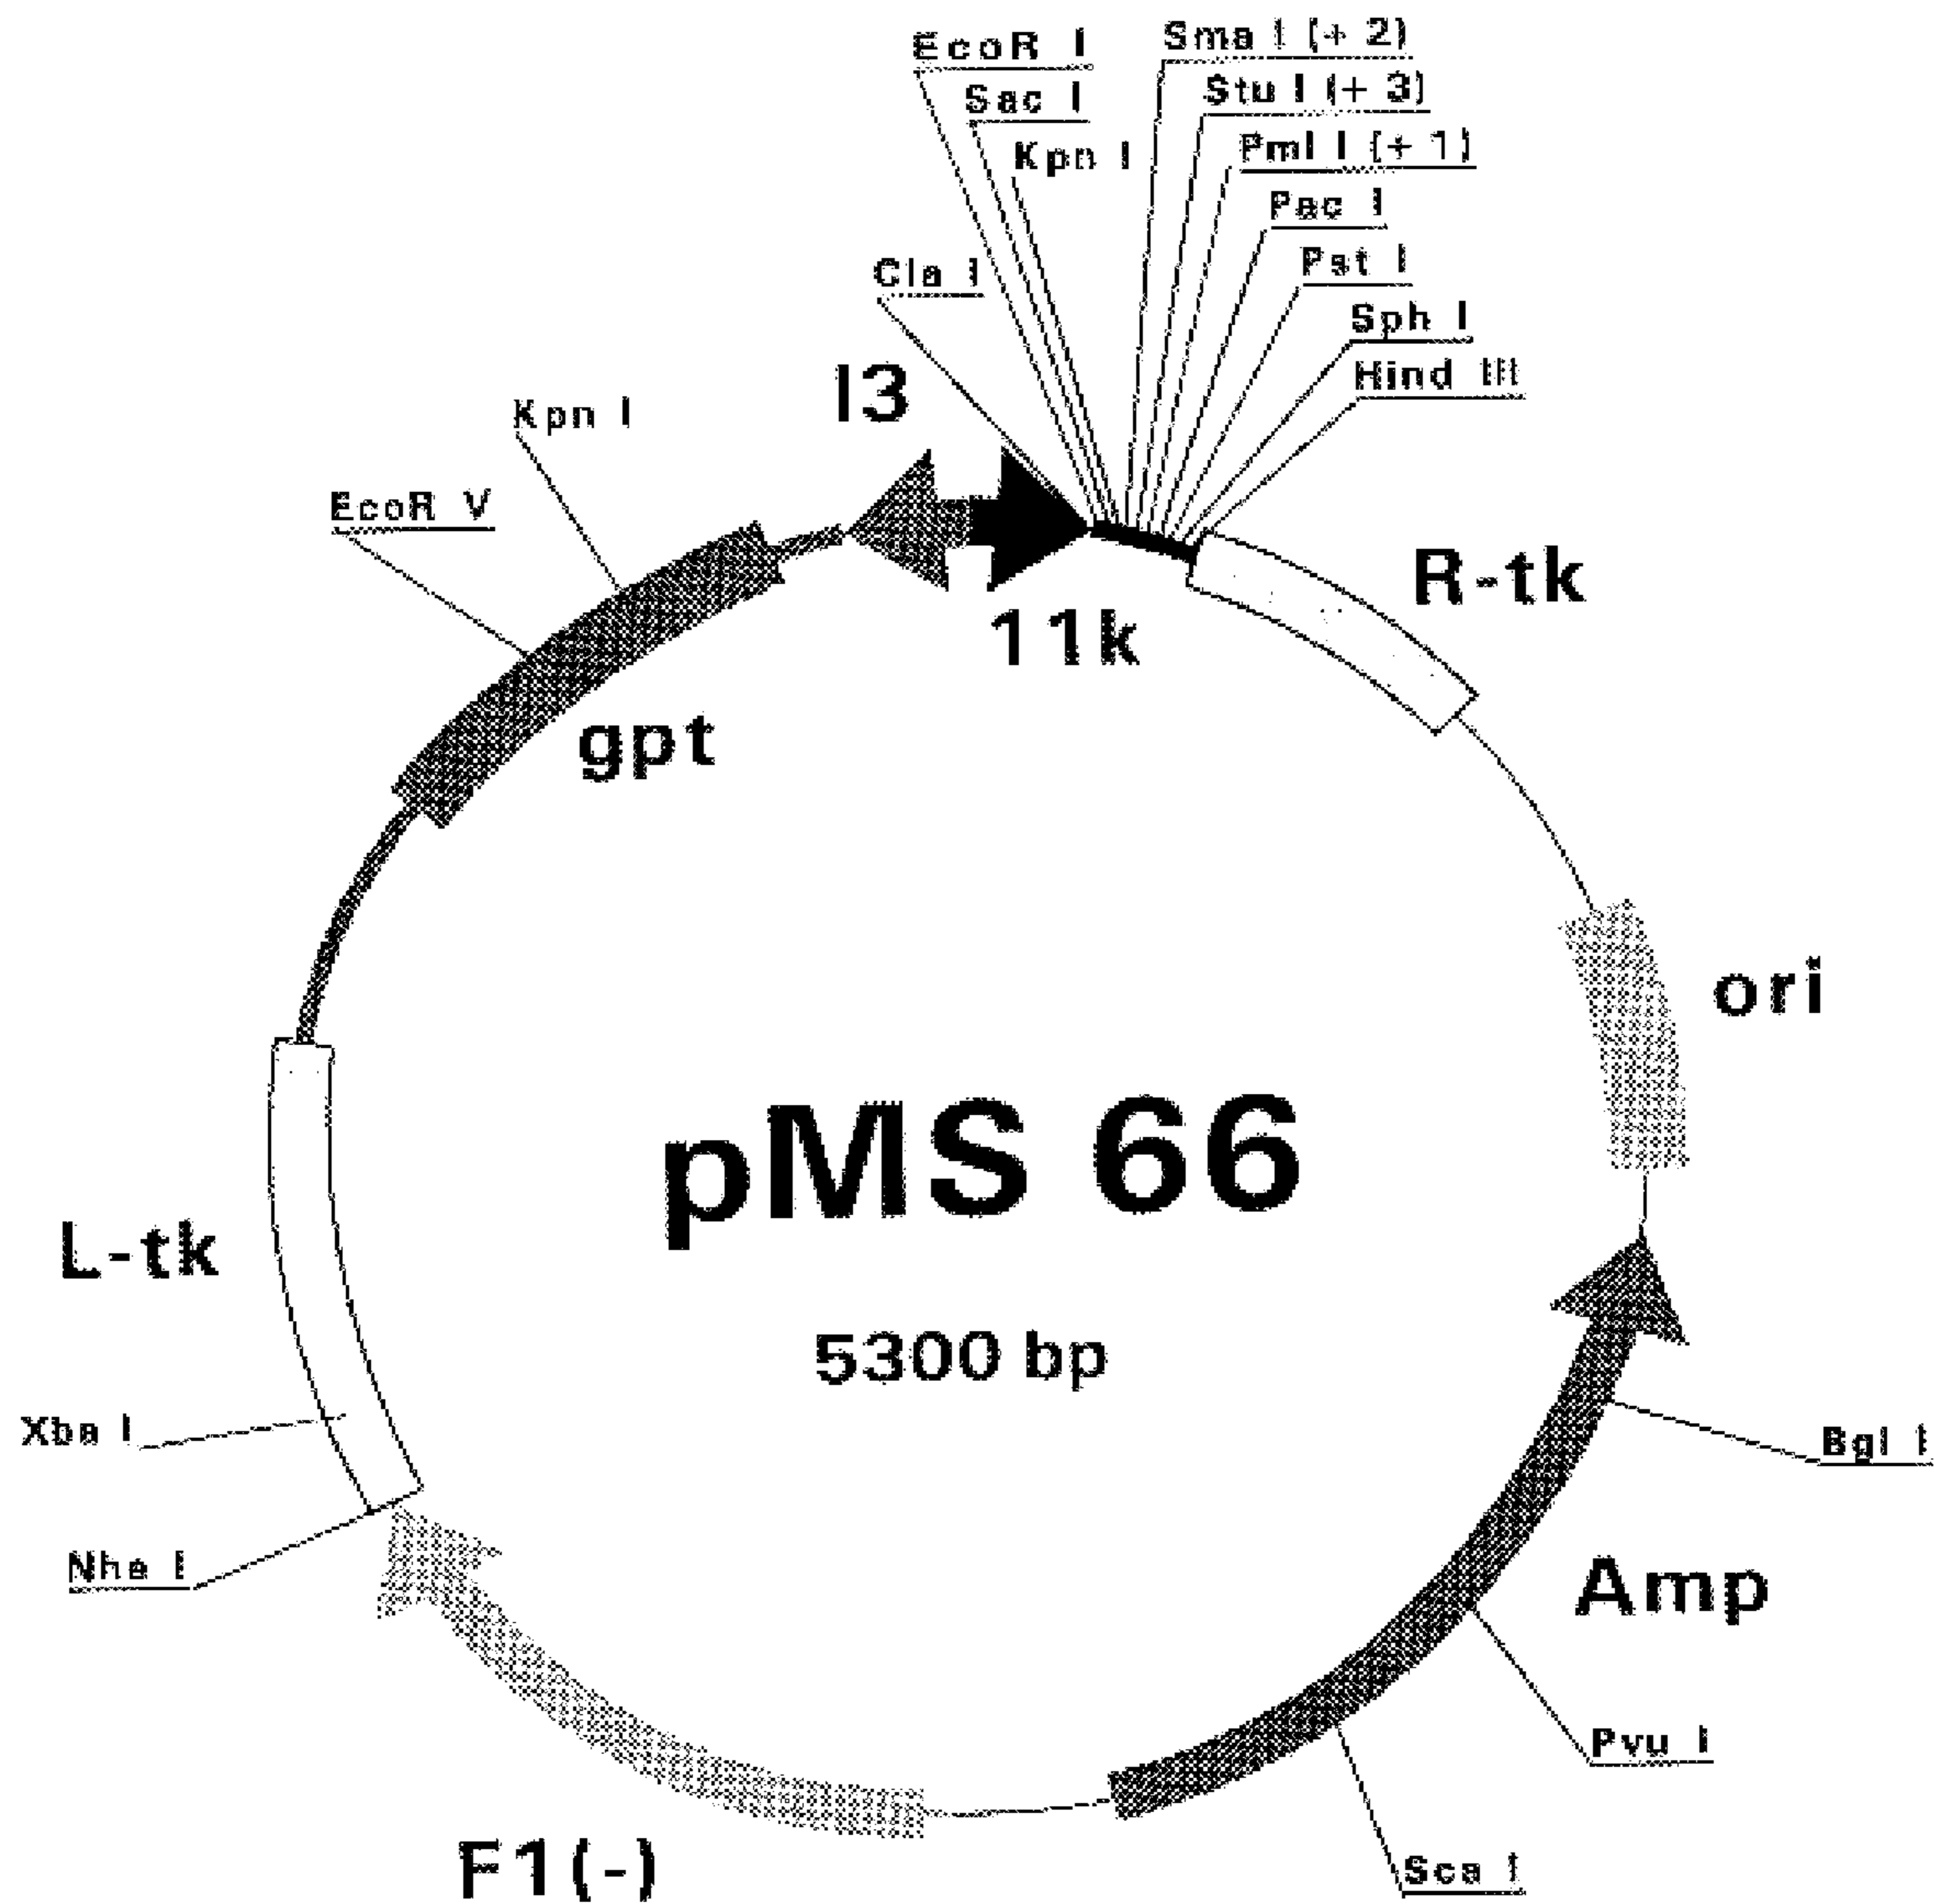 EcoR I
Sma I (+ 2)
Sac I
Stu I (+ 3)
Kpn I
Pml I (+ 1)
Pac I
Pst I
Cla I
Sph I
Hind III
I3
Kpn I
EcoR V
R-tk
11k
gpt
ori
pMS 66
L-tk
5300 bp
Xba I
Bgl I
Nhe I
Amp
Pvu I
F1(-)
Sca I